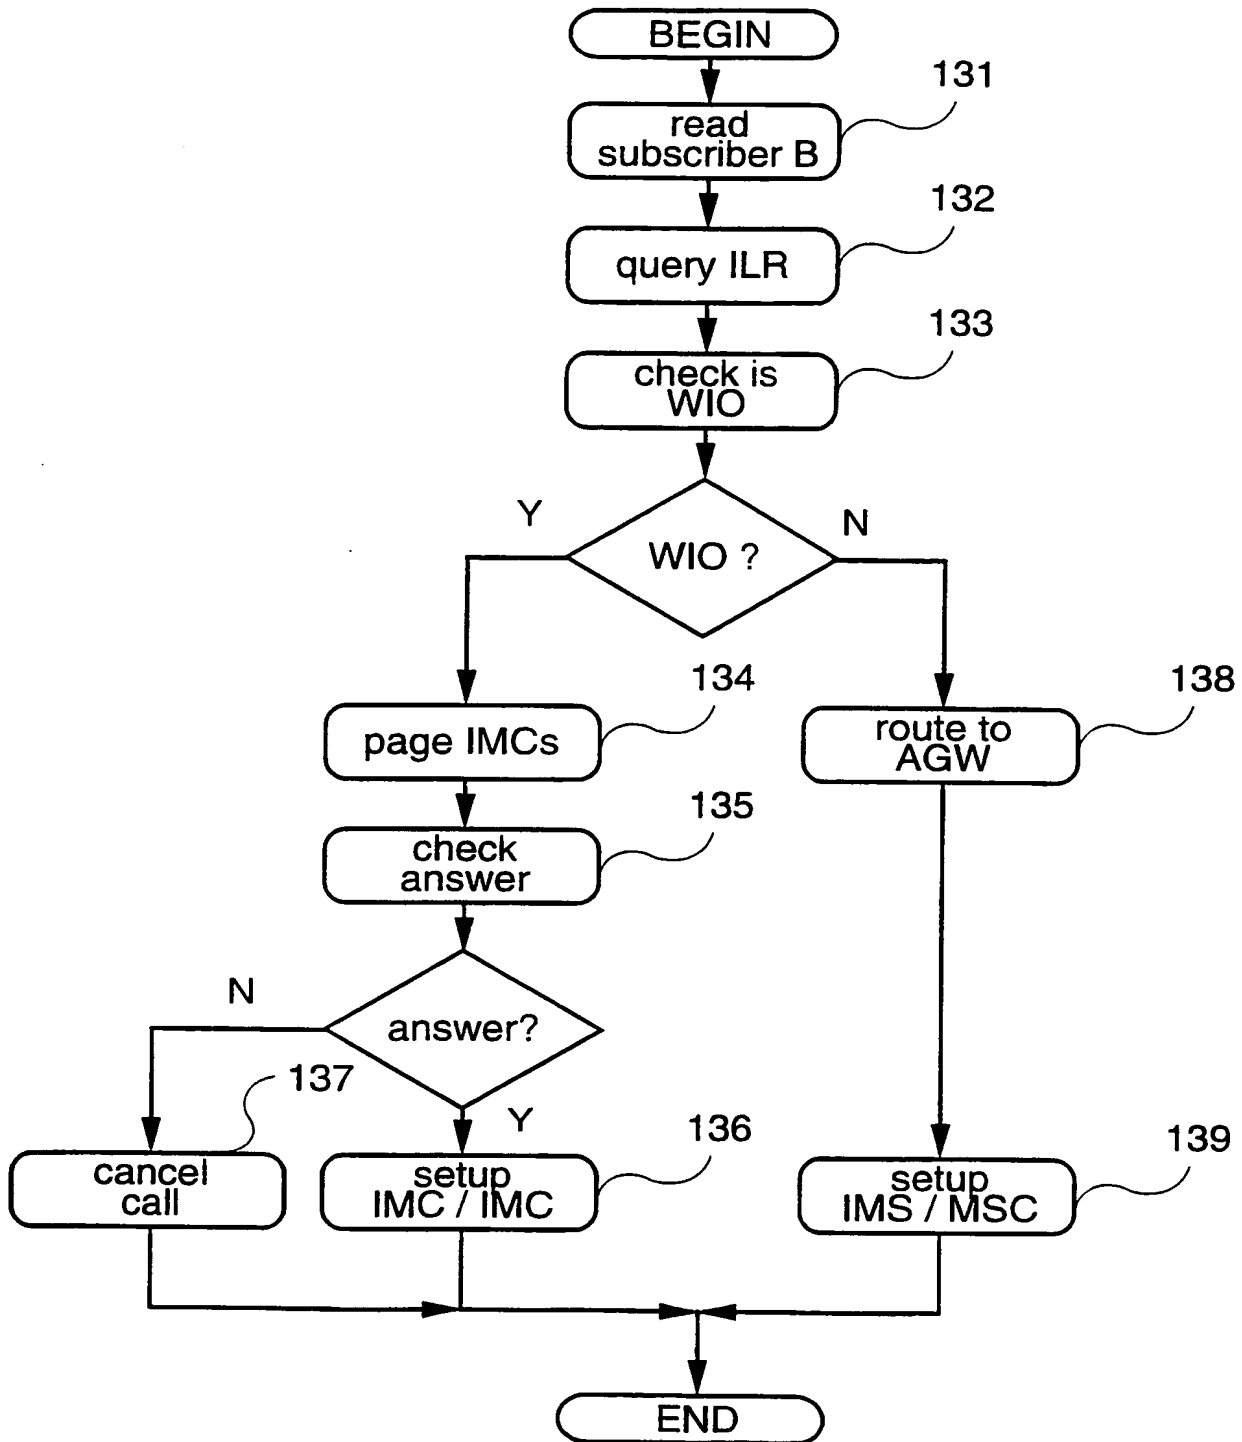 BEGIN
131
read
subscriber B
132
query ILR
133
check is
WIO
Y
N
WIO ?
134
138
page IMCs
route to
AGW
135
check
answer
N
answer?
137
Y
136
139
cancel
call
setup
IMC / IMC
setup
IMS / MSC
END